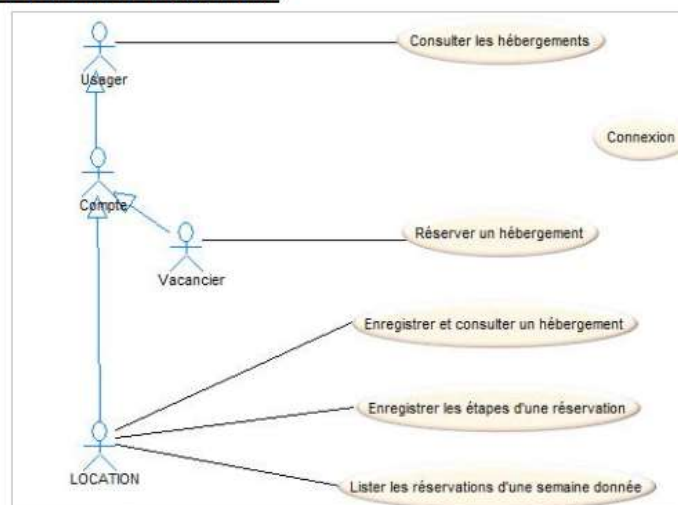 Consulter les hébergements
Usager
Connexion
Compte
Réserver un hébergement
Vacancier
Enregistrer et consulter un hébergement
Enregistrer les étapes d'une réservation
LOCATION
Lister les réservations d'une semaine donnée